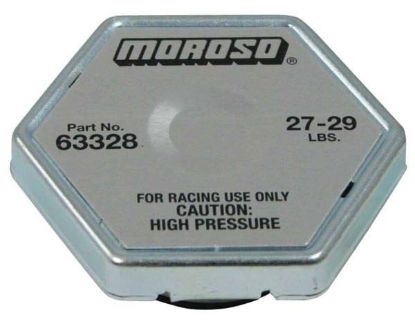 MOROSO®
Part No.
63328
27-29
LBS.
FOR RACING USE ONLY
CAUTION:
HIGH PRESSURE